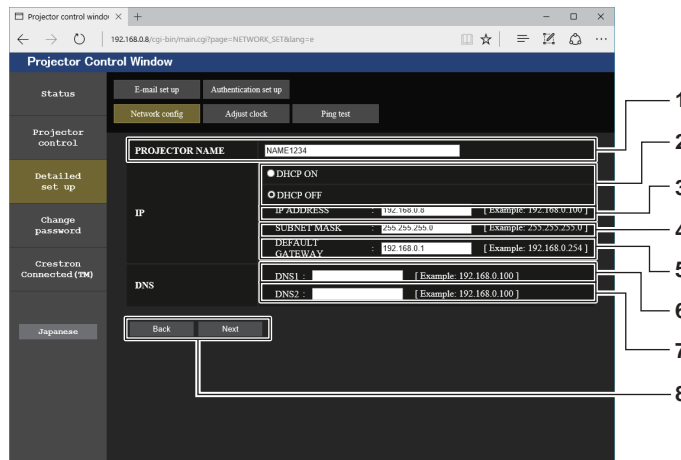 Projector control windo
192.168.0.8/cgi-bin/main.cgi?page=NETWORK_SET&lang=e
Projector Control Window
Status
E-mail set up
Authentication set up
Network config
Adjust clock
Ping test
Projector control
Detailed set up
Change password
Crestron Connected(TM)
Japanese
PROJECTOR NAME NAME1234
IP
DHCP ON
DHCP OFF
IP ADDRESS : 192.168.0.8 [ Example: 192.168.0.100 ]
SUBNET MASK : 255.255.255.0 [ Example: 255.255.255.0 ]
DEFAULT GATEWAY : 192.168.0.1 [ Example: 192.168.0.254 ]
DNS
DNS1 : [ Example: 192.168.0.100 ]
DNS2 : [ Example: 192.168.0.100 ]
Back Next
1
2
3
4
5
6
7
8